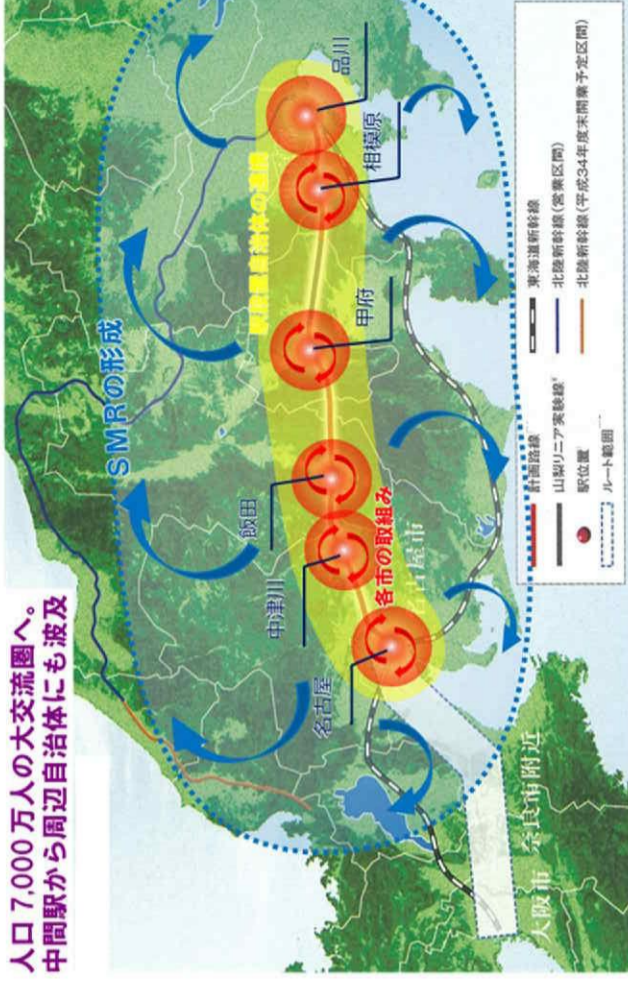 人口7,000万人の大交流圏へ。
中間駅から周辺自治体にも波及
SMRの形成
各市の取組み
名古屋
中津川
飯田
甲府
相模原
品川
古屋市
大阪市
奈良市附近
計画路線
山梨リニア実験線
駅位置
ルート範囲
東海道新幹線
北陸新幹線(営業区間)
北陸新幹線(平成34年度末開業予定区間)